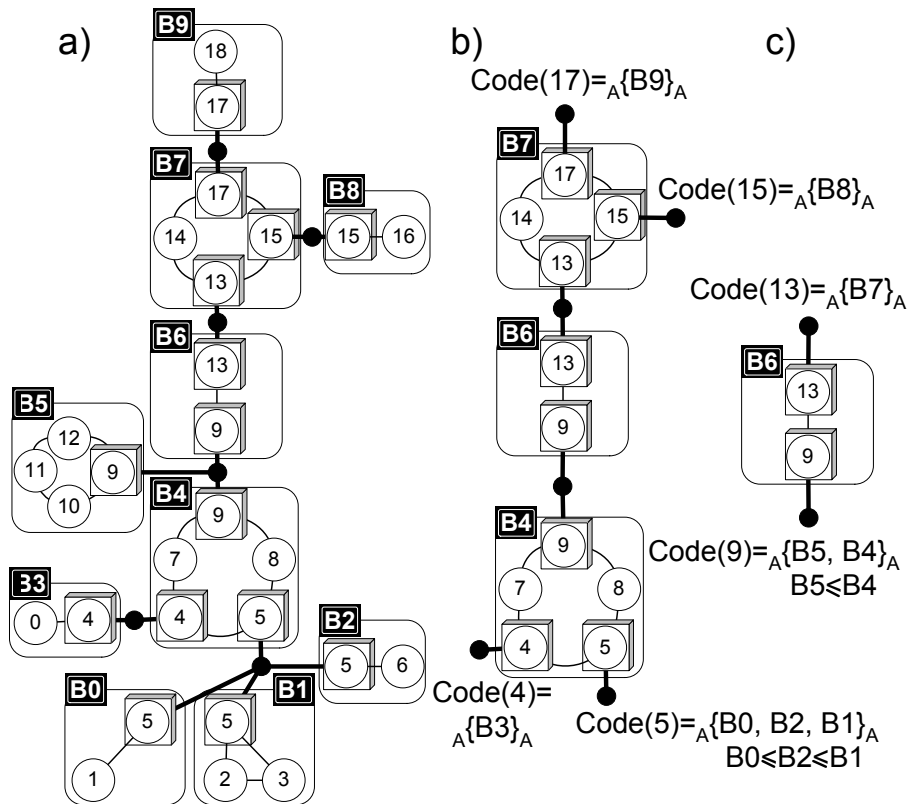 a)
B9
18
17
B7
17
14
15
13
B8
15
16
B6
13
9
B5
12
11
9
10
B4
9
7
8
4
5
B3
0
4
B2
5
6
B0
5
1
B1
5
2
3
b)
Code(17)=A{B9}A
B7
17
14
15
13
Code(15)=A{B8}A
B6
13
9
B4
9
7
8
4
5
Code(4)=
A{B3}A
Code(5)=A{B0, B2, B1}A
B0⩽B2⩽B1
c)
Code(13)=A{B7}A
B6
13
9
Code(9)=A{B5, B4}A
B5⩽B4